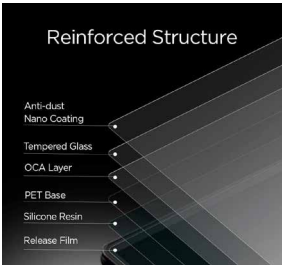 Reinforced Structure
Anti-dust
Nano Coating
Tempered Glass
OCA Layer
PET Base
Silicone Resin
Release Film